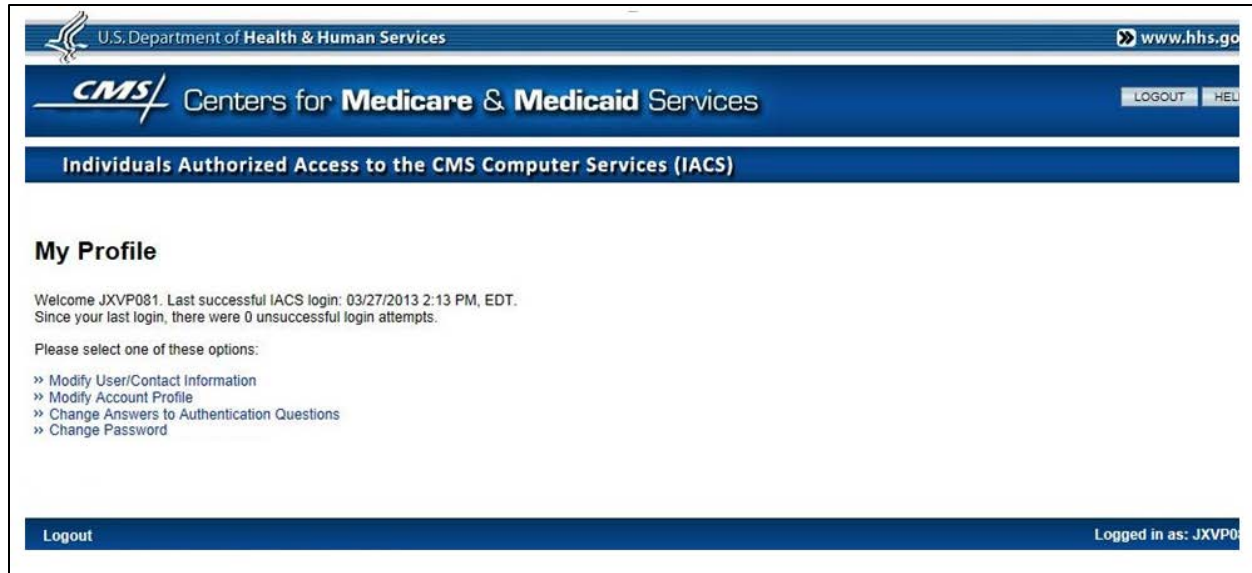 U.S. Department of Health & Human Services
www.hhs.go
CMS Centers for Medicare & Medicaid Services
LOGOUT HEL
Individuals Authorized Access to the CMS Computer Services (IACS)
My Profile
Welcome JXVP081. Last successful IACS login: 03/27/2013 2:13 PM, EDT.
Since your last login, there were 0 unsuccessful login attempts.
Please select one of these options:
» Modify User/Contact Information
» Modify Account Profile
» Change Answers to Authentication Questions
» Change Password
Logout
Logged in as: JXVP0